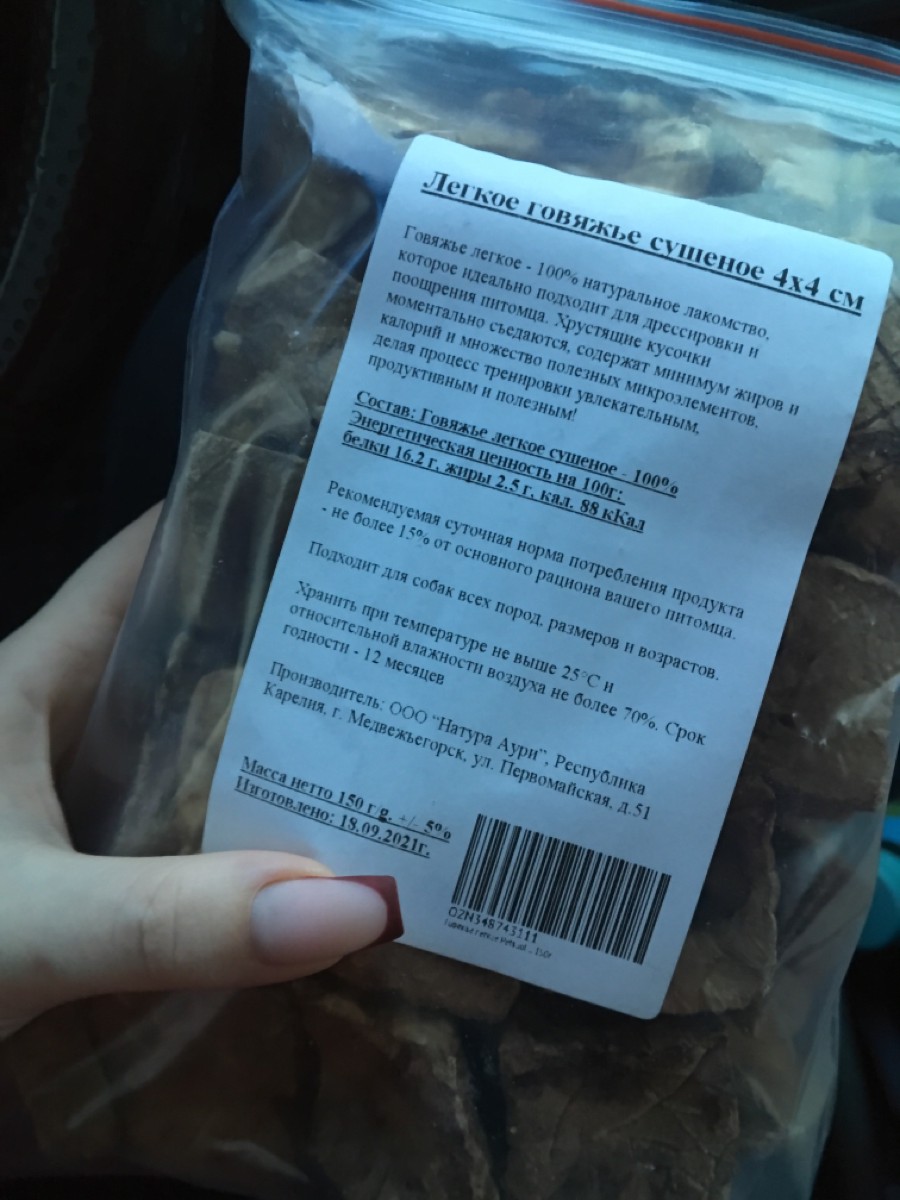 Легкое говяжье сушеное 4х4 см
Говяжье легкое - 100% натуральное лакомство,
которое идеально подходит для дрессировки и
поощрения питомца. Хрустящие кусочки
моментально съедаются, содержат минимум жиров и
калорий и множество полезных микроэлементов,
делая процесс тренировки увлекательным,
продуктивным и полезным!
Состав: Говяжье легкое сушеное - 100%
Энергетическая ценность на 100г:
белки 16.2 г, жиры 2.5 г, кал. 88 кКал
Рекомендуемая суточная норма потребления продукта
- не более 15% от основного рациона вашего питомца.
Подходит для собак всех пород, размеров и возрастов.
Хранить при температуре не выше 25°С и
относительной влажности воздуха не более 70%. Срок
годности - 12 месяцев
Производитель: ООО "Натура Аури", Республика
Карелия, г. Медвежьегорск, ул. Первомайская, д.51
Масса нетто 150 г/g. +/- 5%
Изготовлено: 18.09.2021г.
O2N348743111